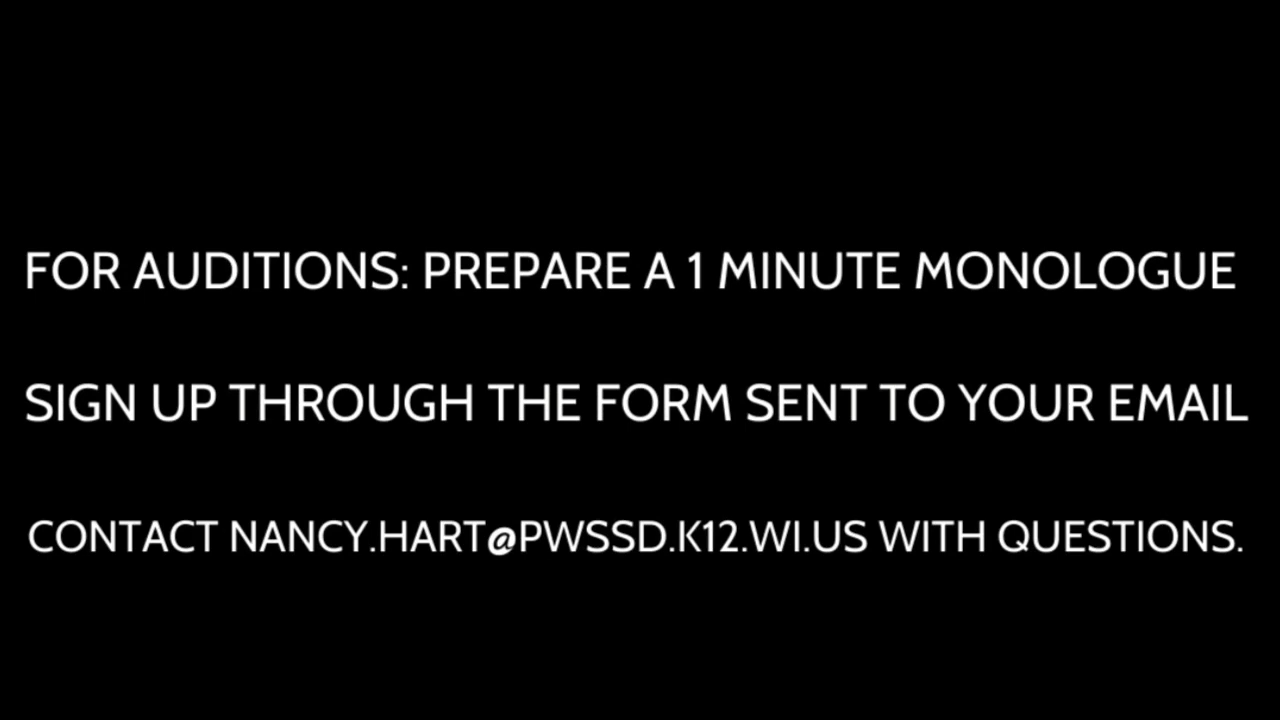 FOR AUDITIONS: PREPARE A 1 MINUTE MONOLOGUE
SIGN UP THROUGH THE FORM SENT TO YOUR EMAIL
CONTACT NANCY.HART@PWSSD.K12.WI.US WITH QUESTIONS.